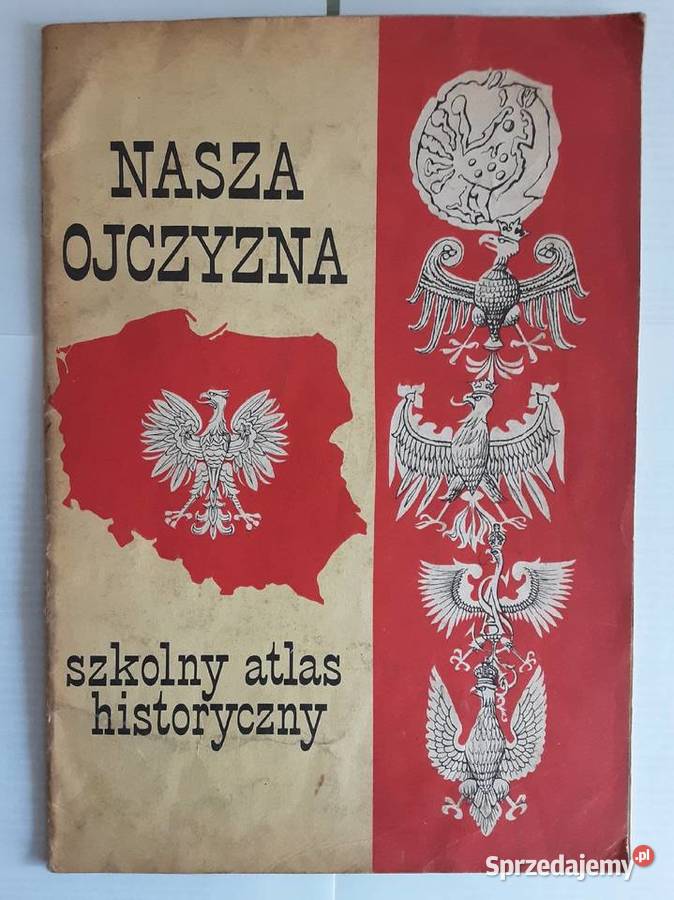 NASZA
OJCZYZNA
szkolny atlas
historyczny
Sprzedajemy.pl